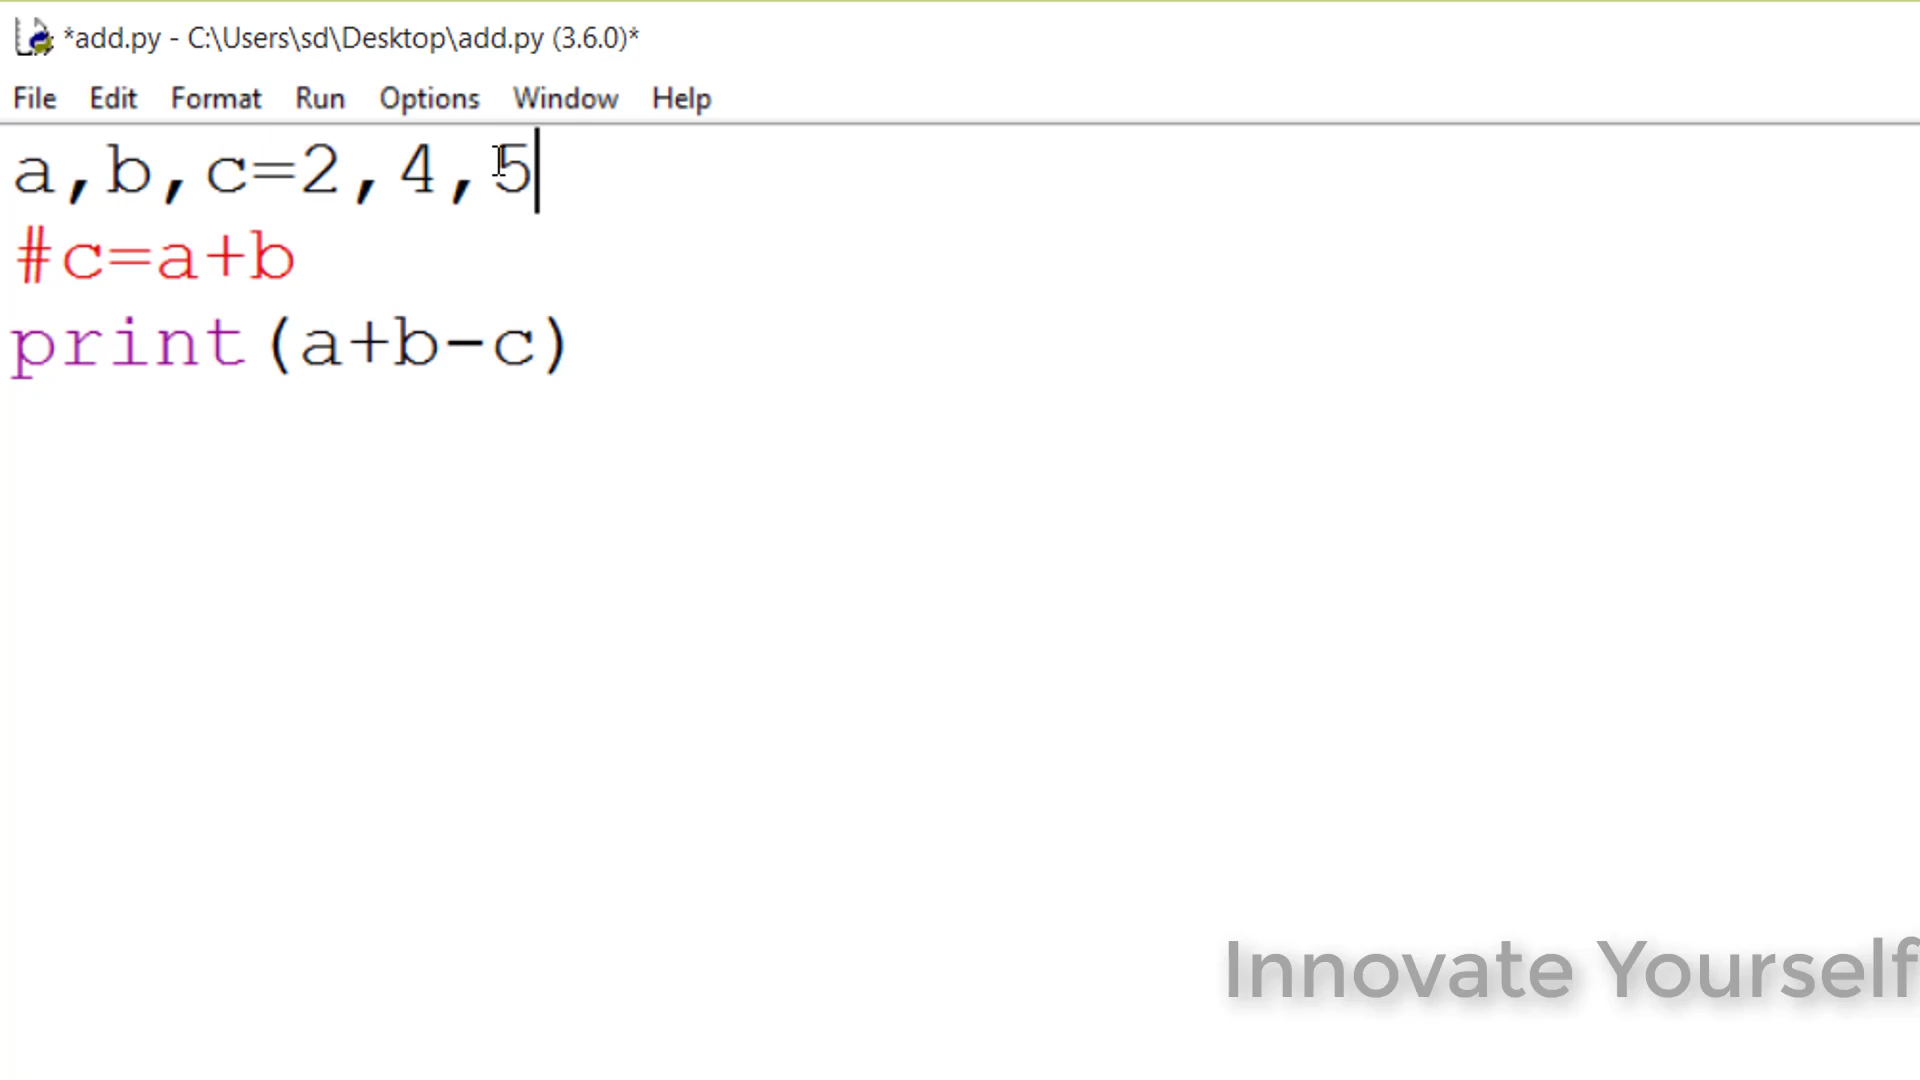 *add.py - C:\Users\sd\Desktop\add.py (3.6.0)*
File Edit Format Run Options Window Help
a,b,c=2,4,5
#c=a+b
print(a+b-c)
Innovate Yourself